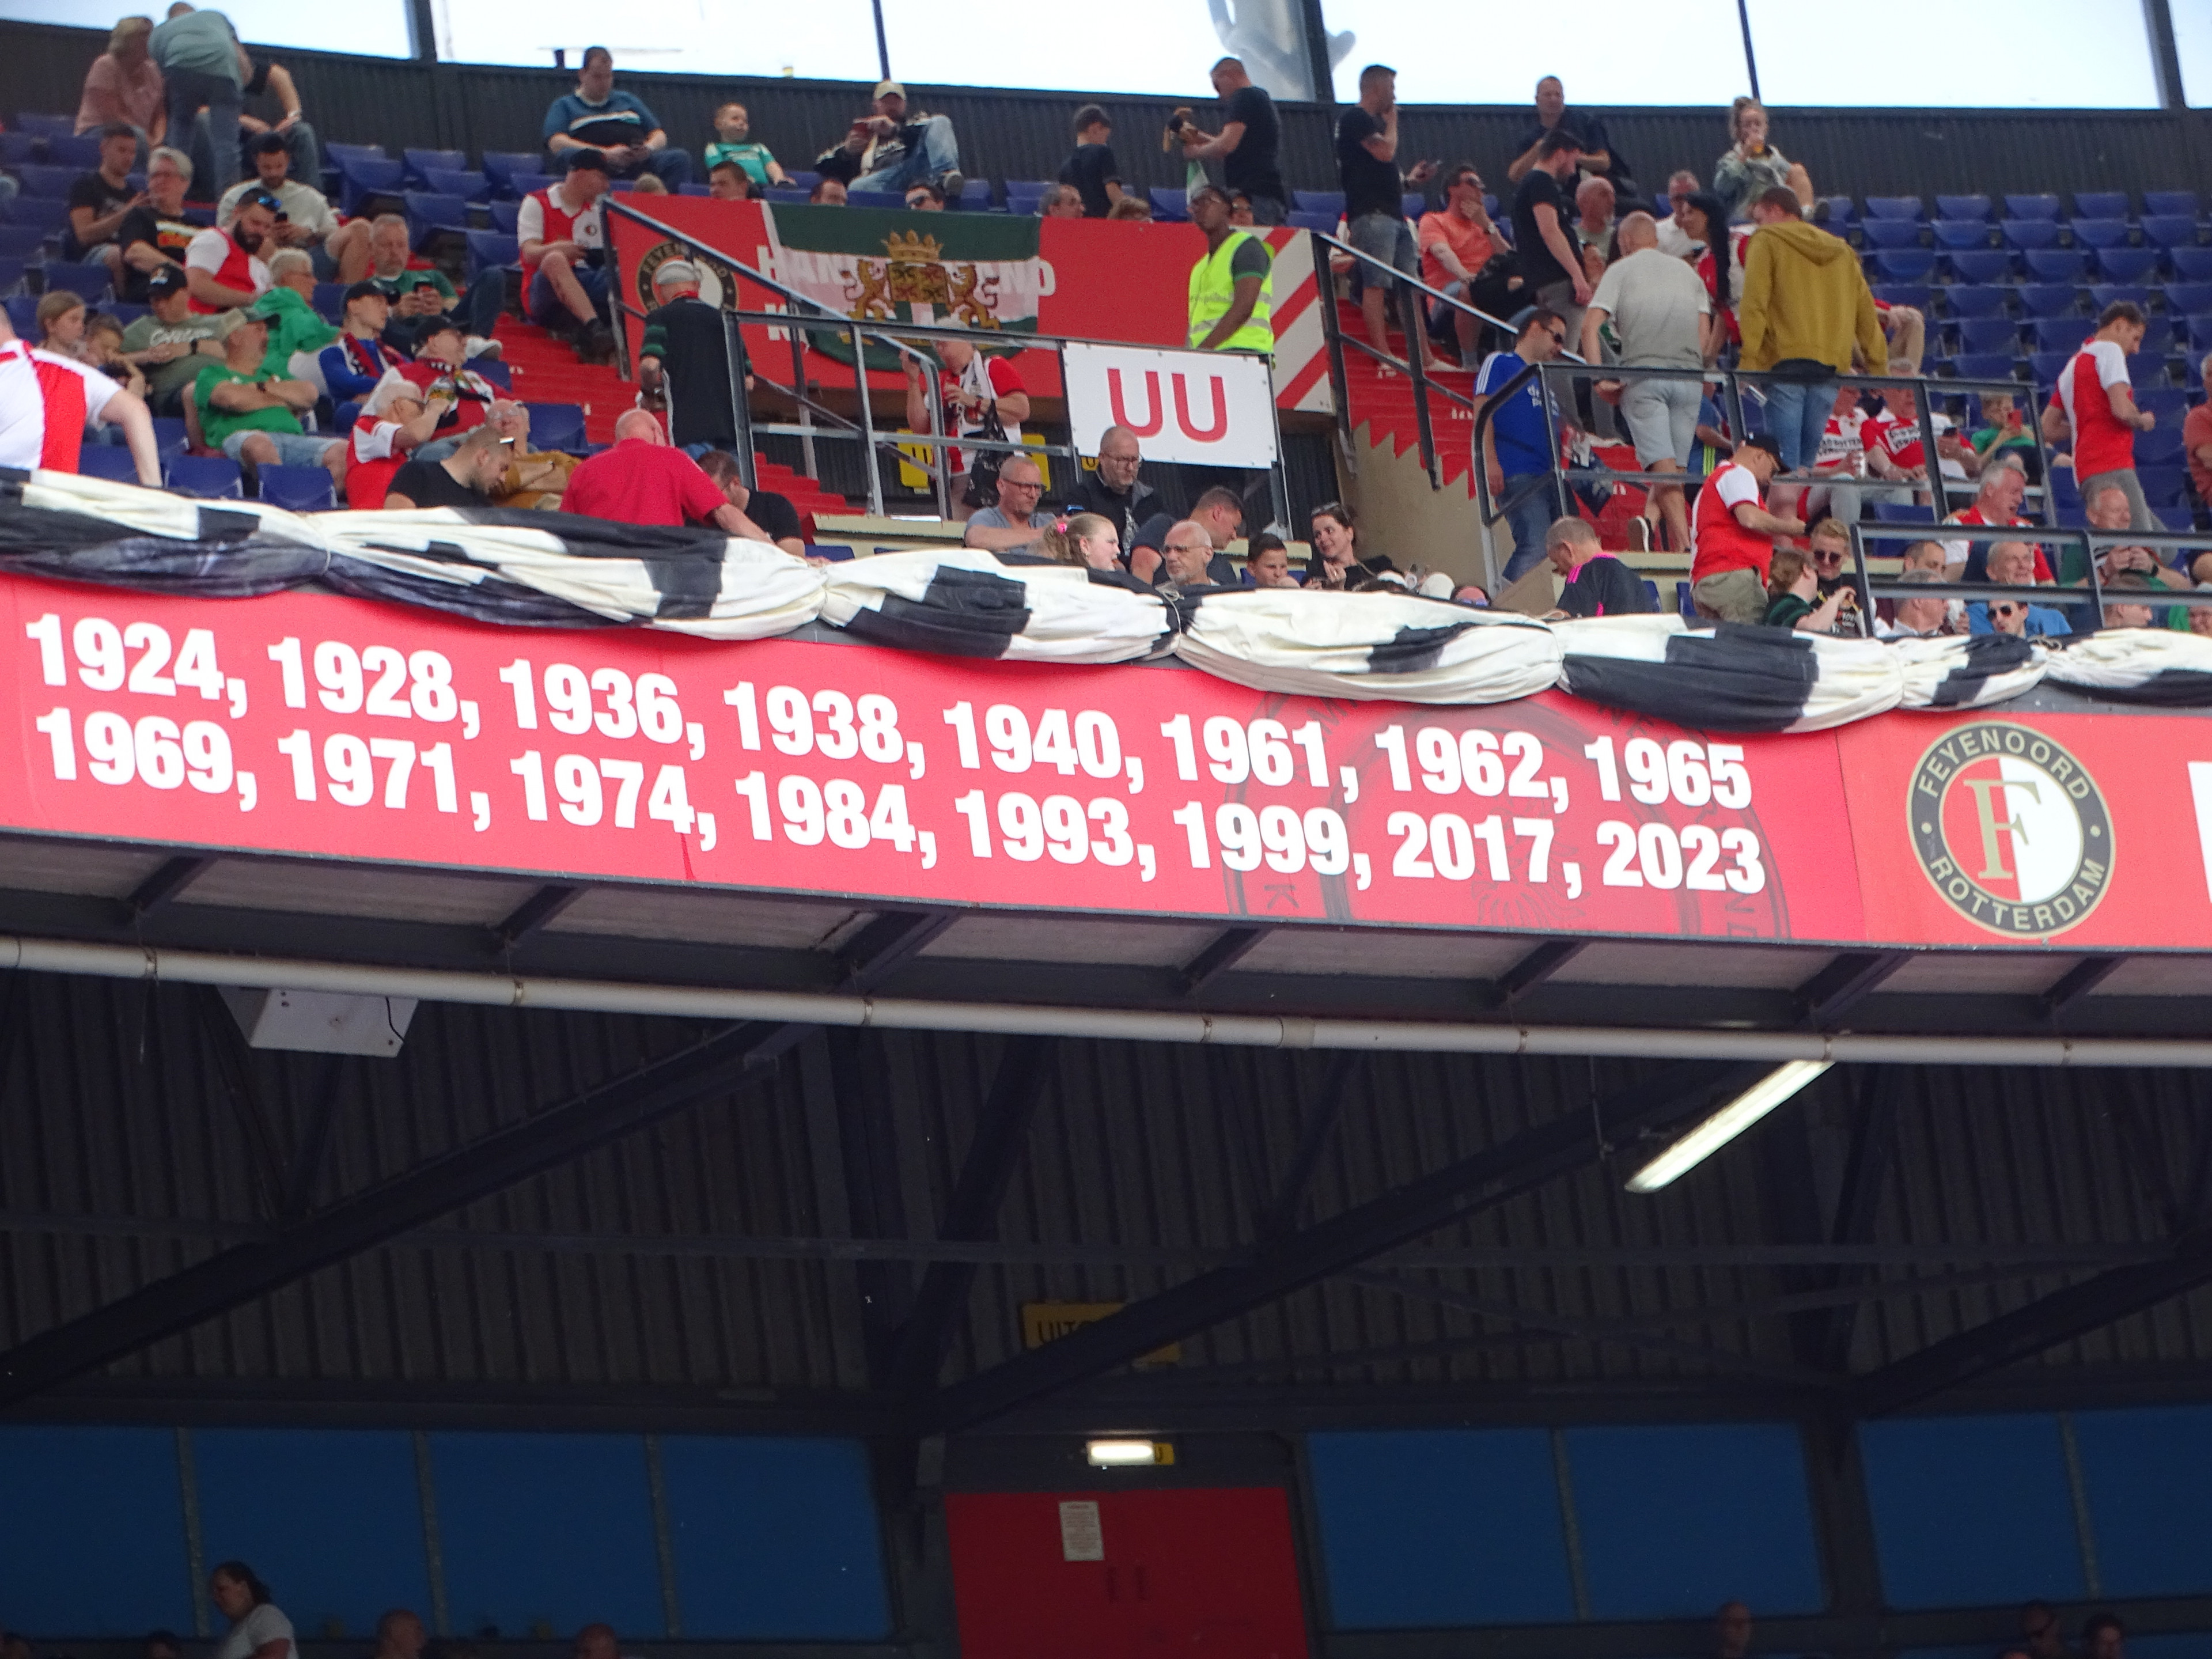 UU
1924, 1928, 1936, 1938, 1940, 1961, 1962, 1965
1969, 1971, 1974, 1984, 1993, 1999, 2017, 2023
FEYENOORD
F
ROTTERDAM